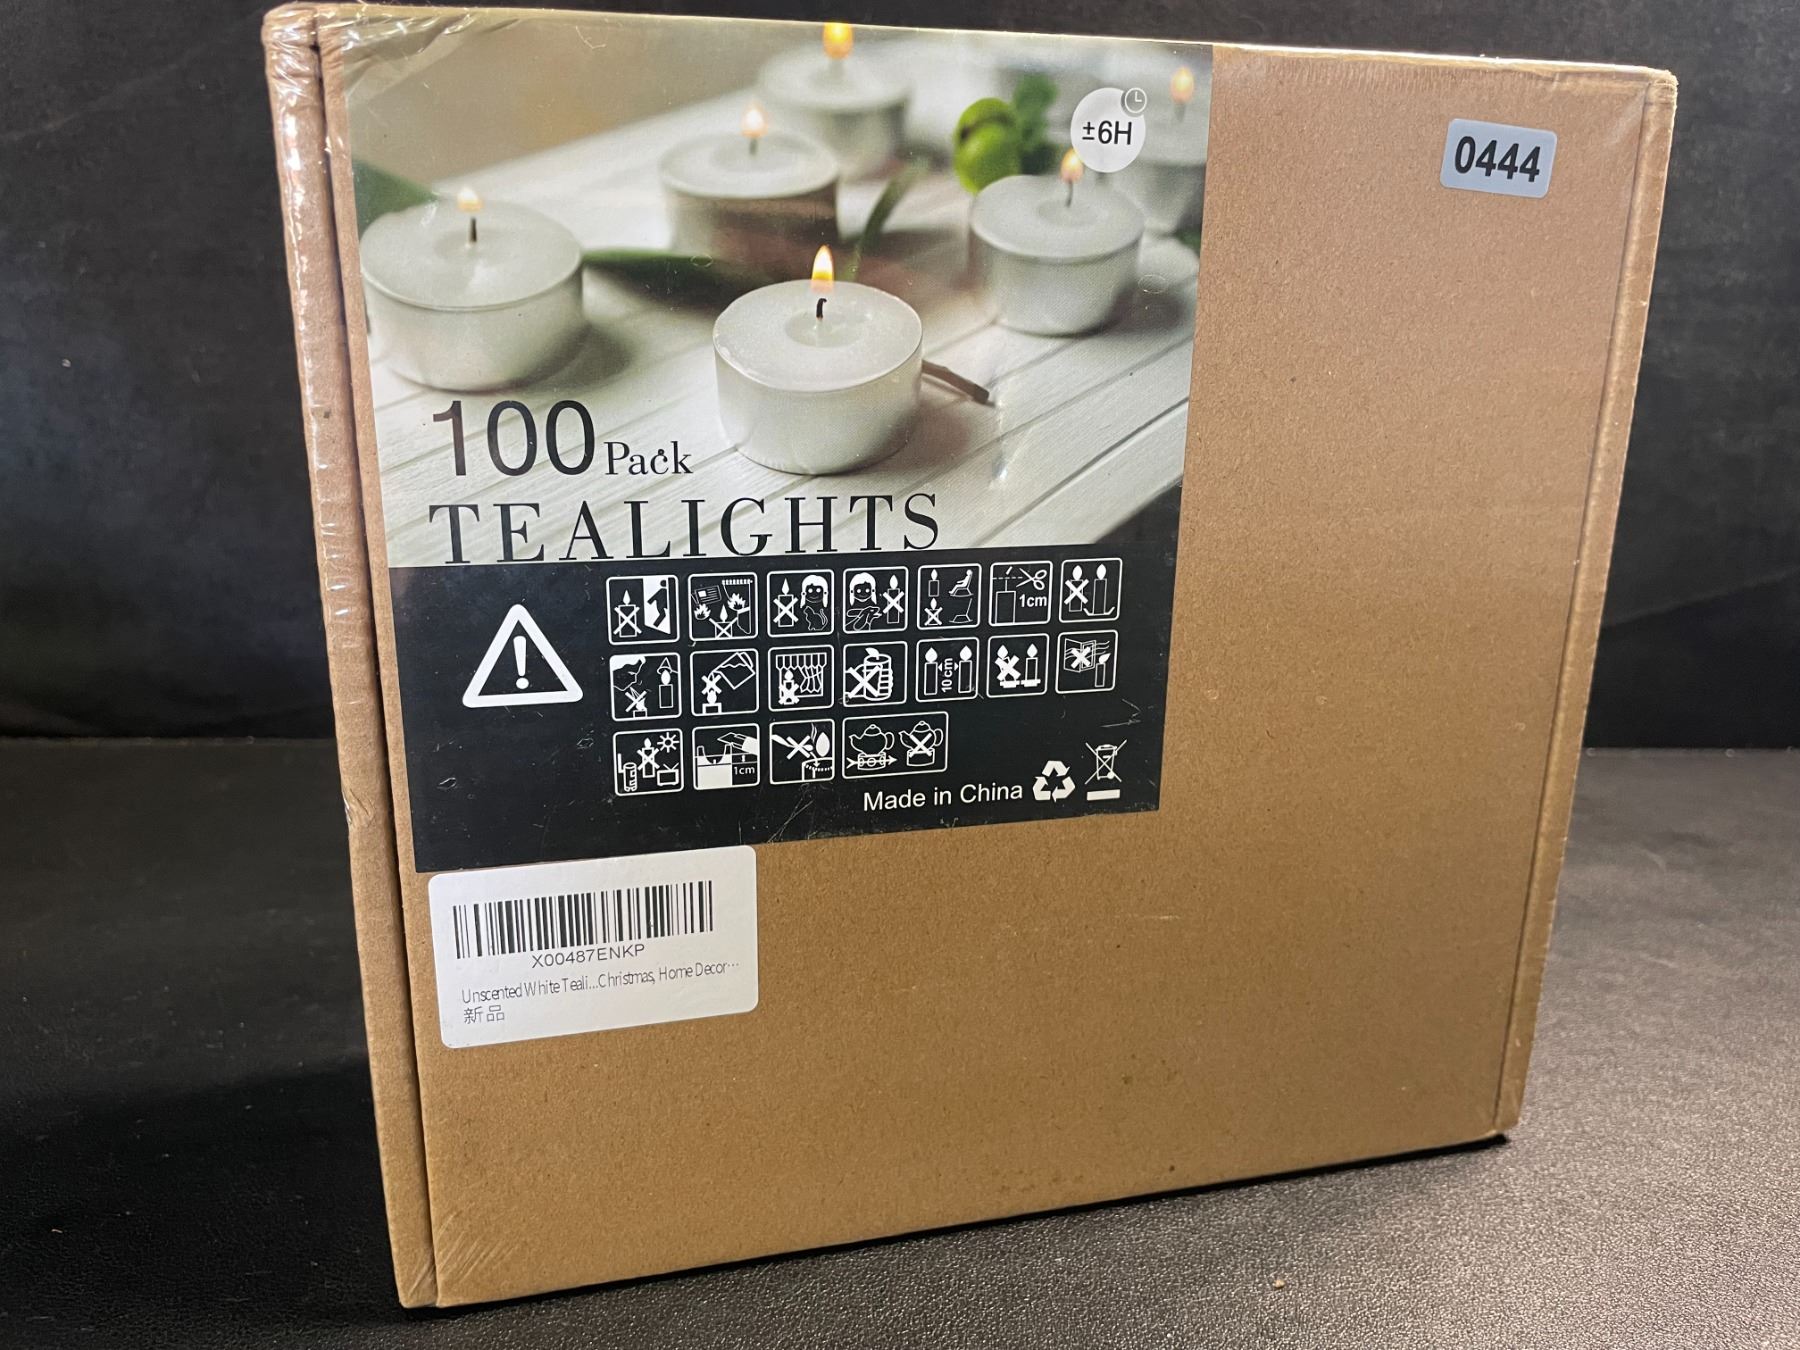 ±6H
0444
100 Pack
TEALIGHTS
1cm
10cm
1cm
Made in China
X00487ENKP
Unscented White Teali...Christmas, Home Decor...
新品